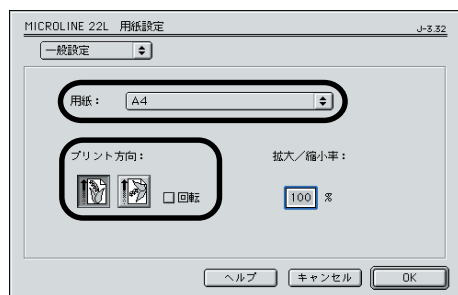 MICROLINE 22L 用紙設定 J-3.32
一般設定
用紙： A4
プリント方向： 拡大／縮小率：
回転 100 %
ヘルプ キャンセル OK